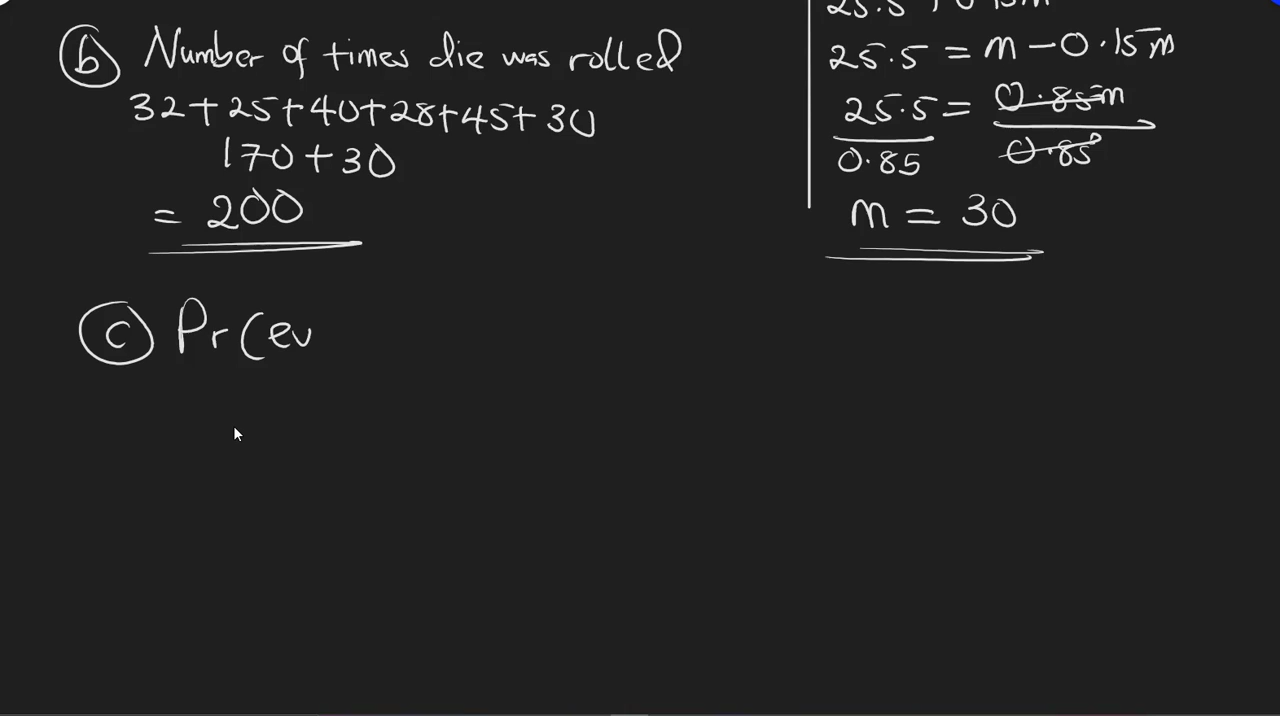 ⓑ Number of times die was rolled
32+25+40+28+45+30
170+30
= 200
ⓒ Pr(ev
25.5 = m-0.15m
25.5 = 0.85m
0.85 0.85
m = 30